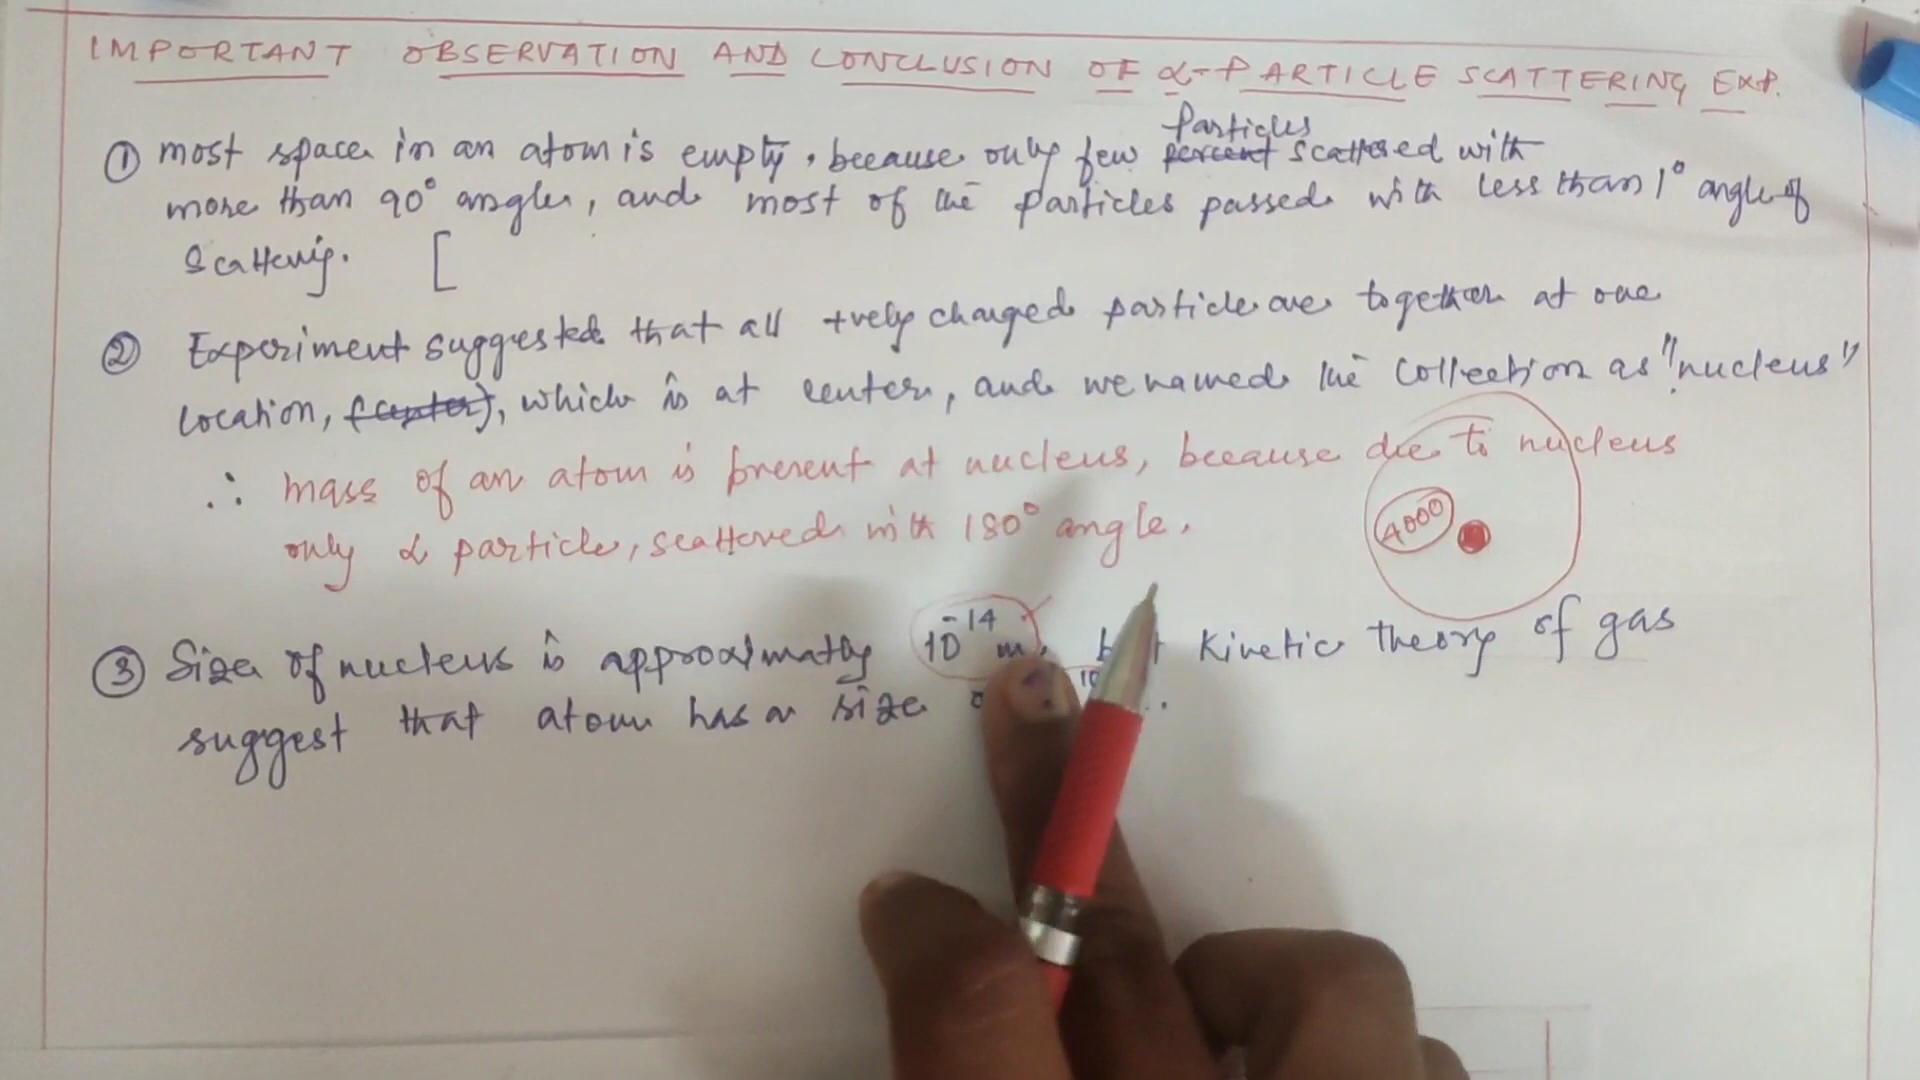 IMPORTANT OBSERVATION AND CONCLUSION OF α-PARTICLE SCATTERING EXP.
① most space in an atom is empty, because only few particles percent scattered with
more than 90° angle, and most of the particles passed with less than 1° angle of
scattering. [
② Experiment suggested that all +vely charged particle are together at one
location, (center), which is at center, and we named the collection as "nucleus"
∴ mass of an atom is present at nucleus, because due to nucleus
only α particle, scattered with 180° angle.
4000
③ Size of nucleus is approximatly 10⁻¹⁴ m, Kinetic theory of gas
suggest that atom has a size 10